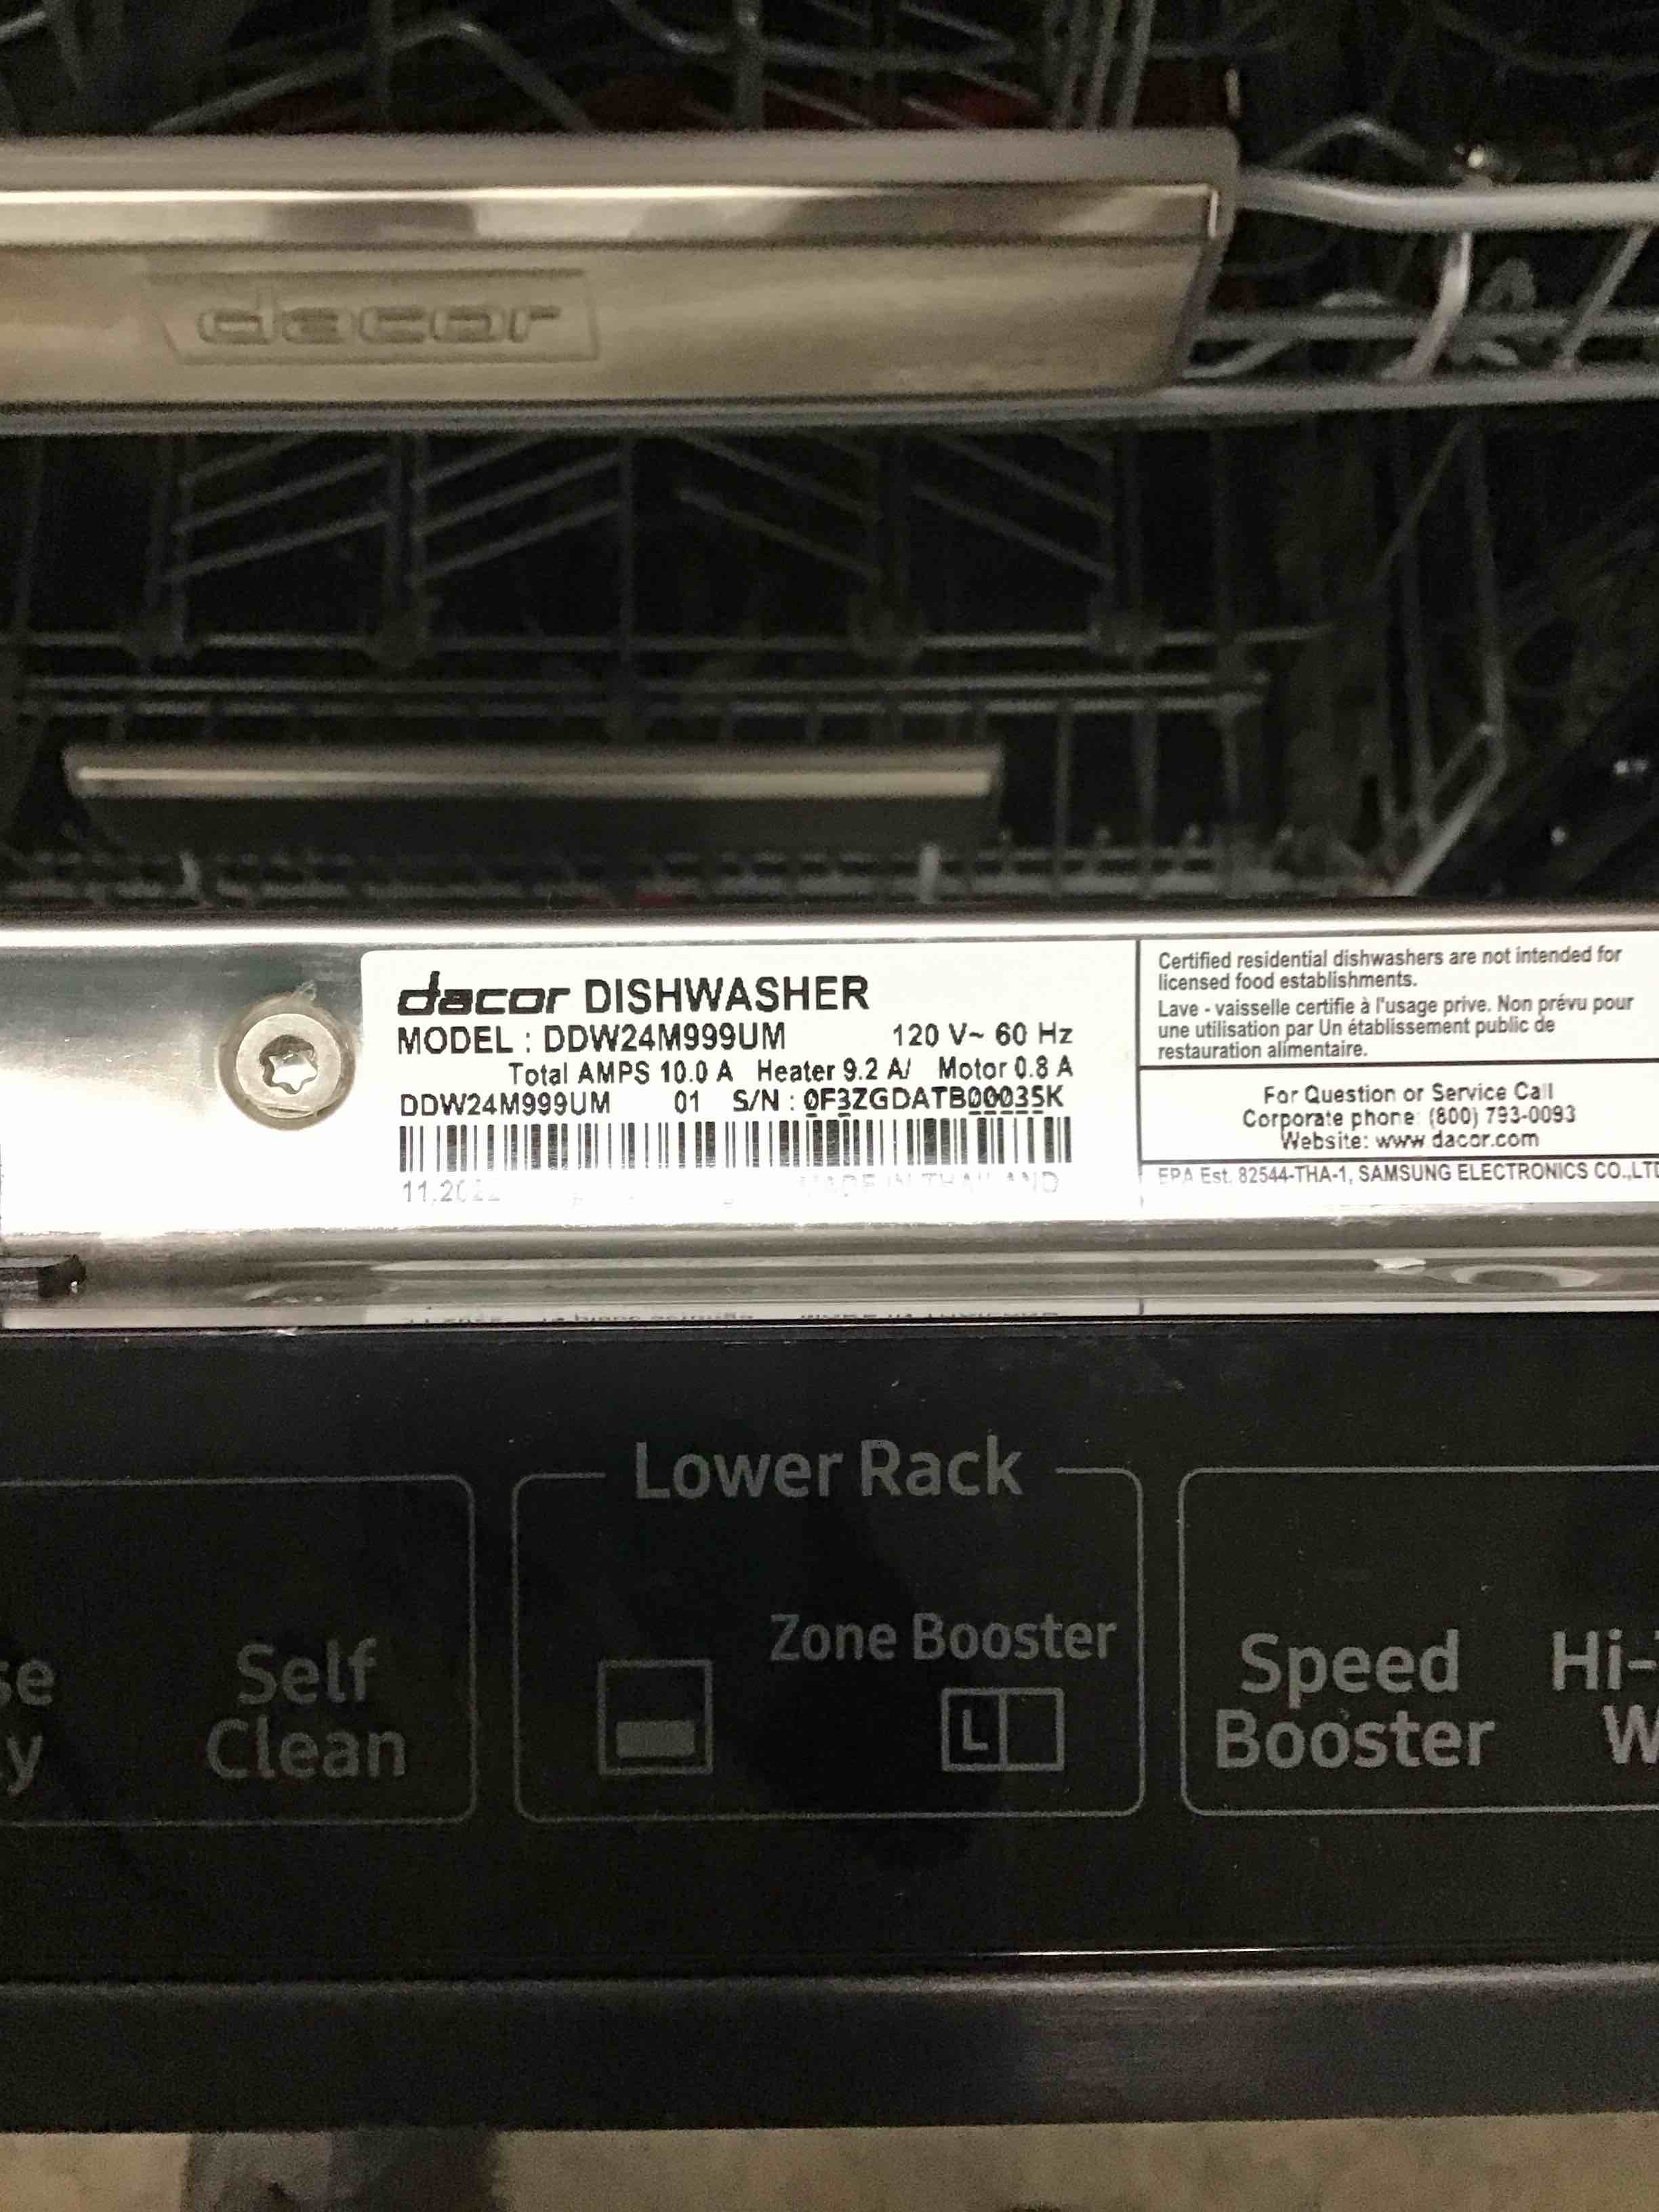 dacor
dacor DISHWASHER
MODEL : DDW24M999UM 120 V~ 60 Hz
Total AMPS 10.0 A Heater 9.2 A/ Motor 0.8 A
DDW24M999UM 01 S/N : 0F3ZGDATB00035K
11.2022
MADE IN THAILAND
Certified residential dishwashers are not intended for
licensed food establishments.
Lave - vaisselle certifie à l'usage prive. Non prévu pour
une utilisation par Un établissement public de
restauration alimentaire.
For Question or Service Call
Corporate phone: (800) 793-0093
Website: www.dacor.com
EPA Est. 82544-THA-1, SAMSUNG ELECTRONICS CO.,LTD
Lower Rack
Zone Booster
L
Self
Clean
Speed
Booster
Hi-